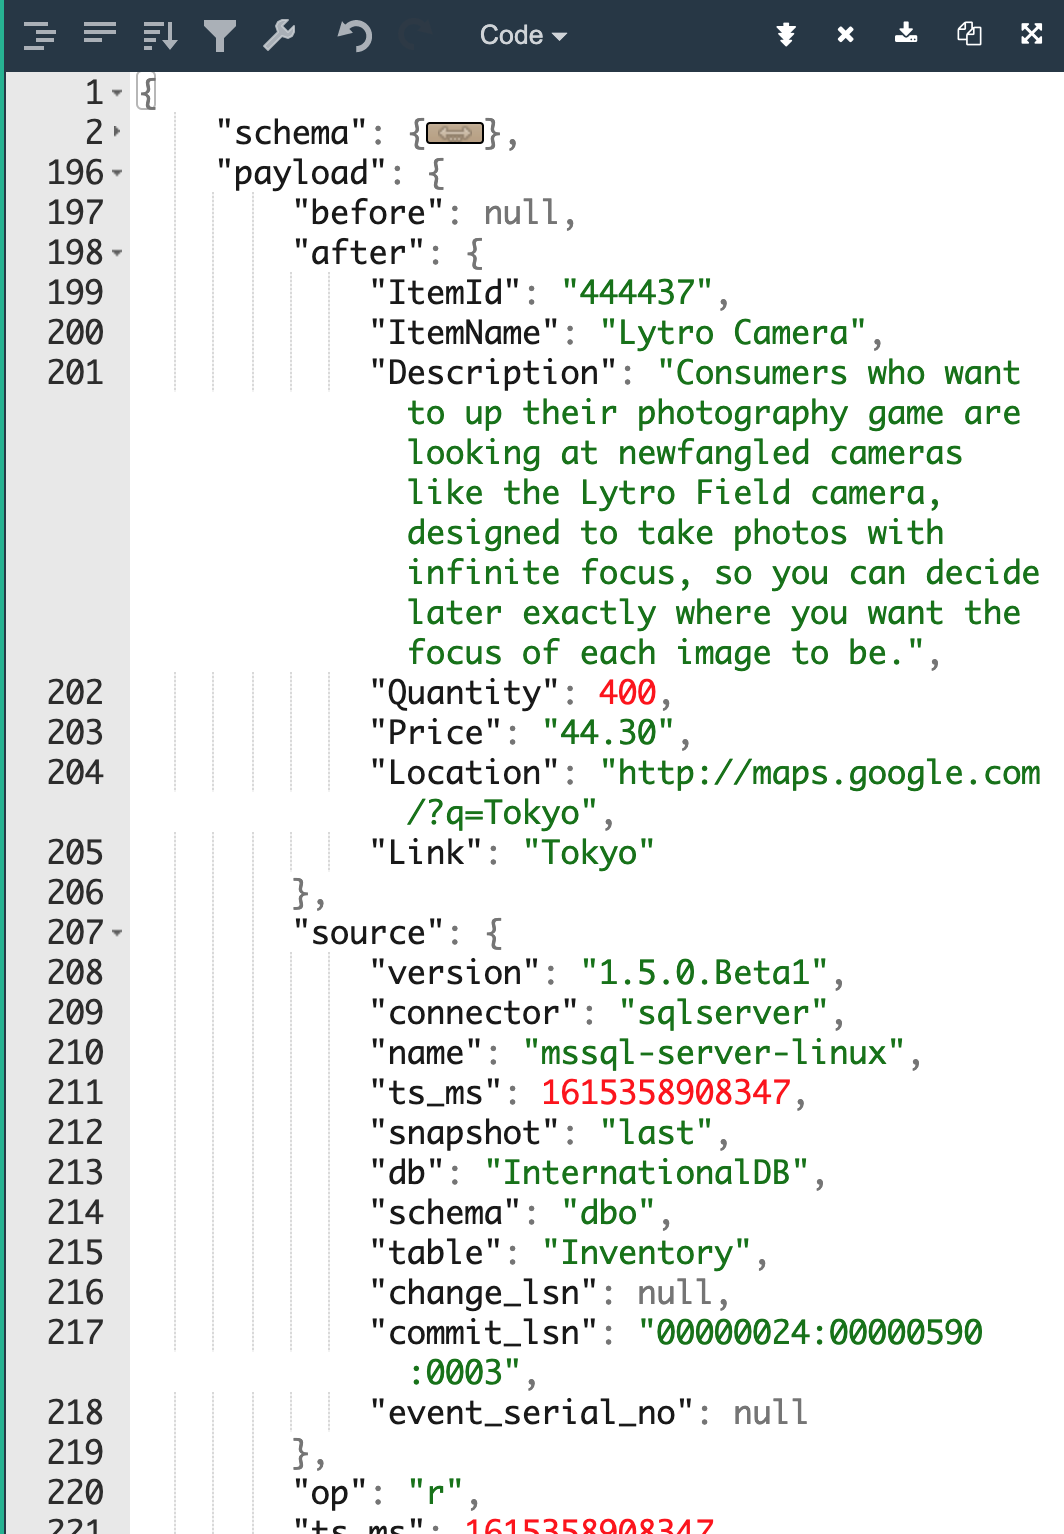 Code
1 {
2 "schema": {},
196 "payload": {
197 "before": null,
198 "after": {
199 "ItemId": "444437",
200 "ItemName": "Lytro Camera",
201 "Description": "Consumers who want
to up their photography game are
looking at newfangled cameras
like the Lytro Field camera,
designed to take photos with
infinite focus, so you can decide
later exactly where you want the
focus of each image to be.",
202 "Quantity": 400,
203 "Price": "44.30",
204 "Location": "http://maps.google.com
/?q=Tokyo",
205 "Link": "Tokyo"
206 },
207 "source": {
208 "version": "1.5.0.Beta1",
209 "connector": "sqlserver",
210 "name": "mssql-server-linux",
211 "ts_ms": 1615358908347,
212 "snapshot": "last",
213 "db": "InternationalDB",
214 "schema": "dbo",
215 "table": "Inventory",
216 "change_lsn": null,
217 "commit_lsn": "00000024:00000590
:0003",
218 "event_serial_no": null
219 },
220 "op": "r",
221 "ts_ms": 1615358908347